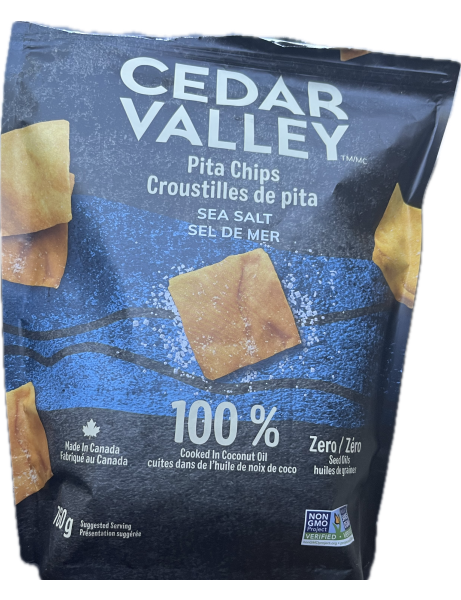 CEDAR
VALLEY
TM/MC
Pita Chips
Croustilles de pita
SEA SALT
SEL DE MER
100 %
Cooked In Coconut Oil
cuites dans de l'huile de noix de coco
Made In Canada
Fabriqué au Canada
Zero / Zéro
Seed Oils
huiles de graines
760 g
Suggested Serving
Présentation suggérée
NON
GMO
Project
VERIFIED